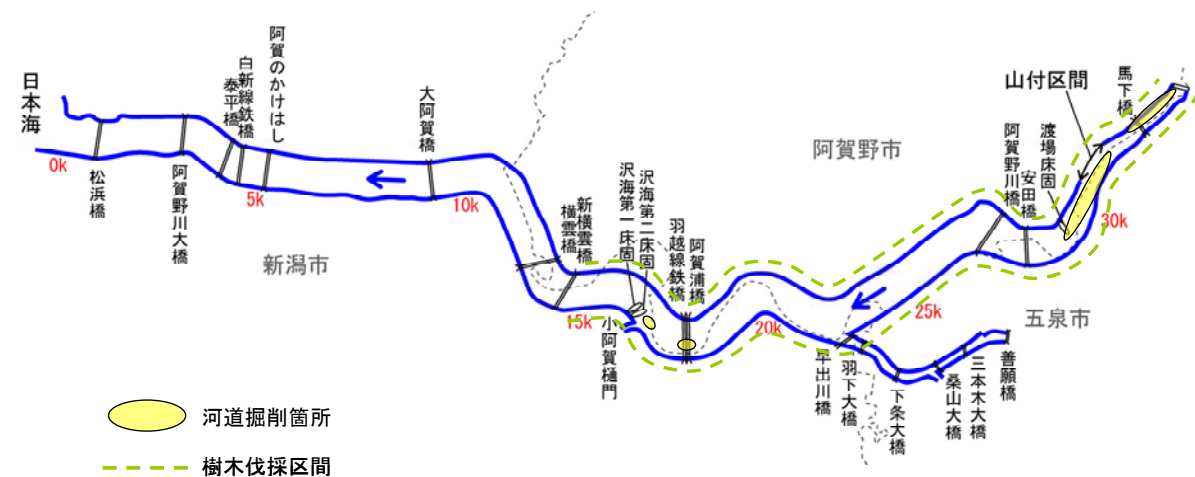 日本海
0k
松浜橋
阿賀野川大橋
泰平橋
白新線鉄橋
阿賀のかけはし
5k
大阿賀橋
10k
新潟市
横雲橋
新横雲橋
15k
沢海第一床固
沢海第二床固
小阿賀樋門
羽越線鉄橋
阿賀浦橋
20k
阿賀野市
早出川橋
羽下大橋
下条大橋
桑山大橋
三本木大橋
善願橋
25k
五泉市
阿賀野川橋
安田橋
渡場床固
山付区間
馬下橋
30k
河道掘削箇所
樹木伐採区間